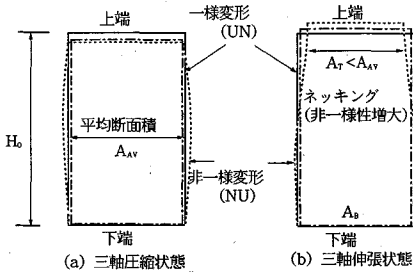 上端
一様変形
(UN)
上端
A_T<A_AV
ネッキング
(非一様性増大)
平均断面積
A_AV
H₀
非一様変形
(NU)
A_B
下端
下端
(a) 三軸圧縮状態
(b) 三軸伸張状態